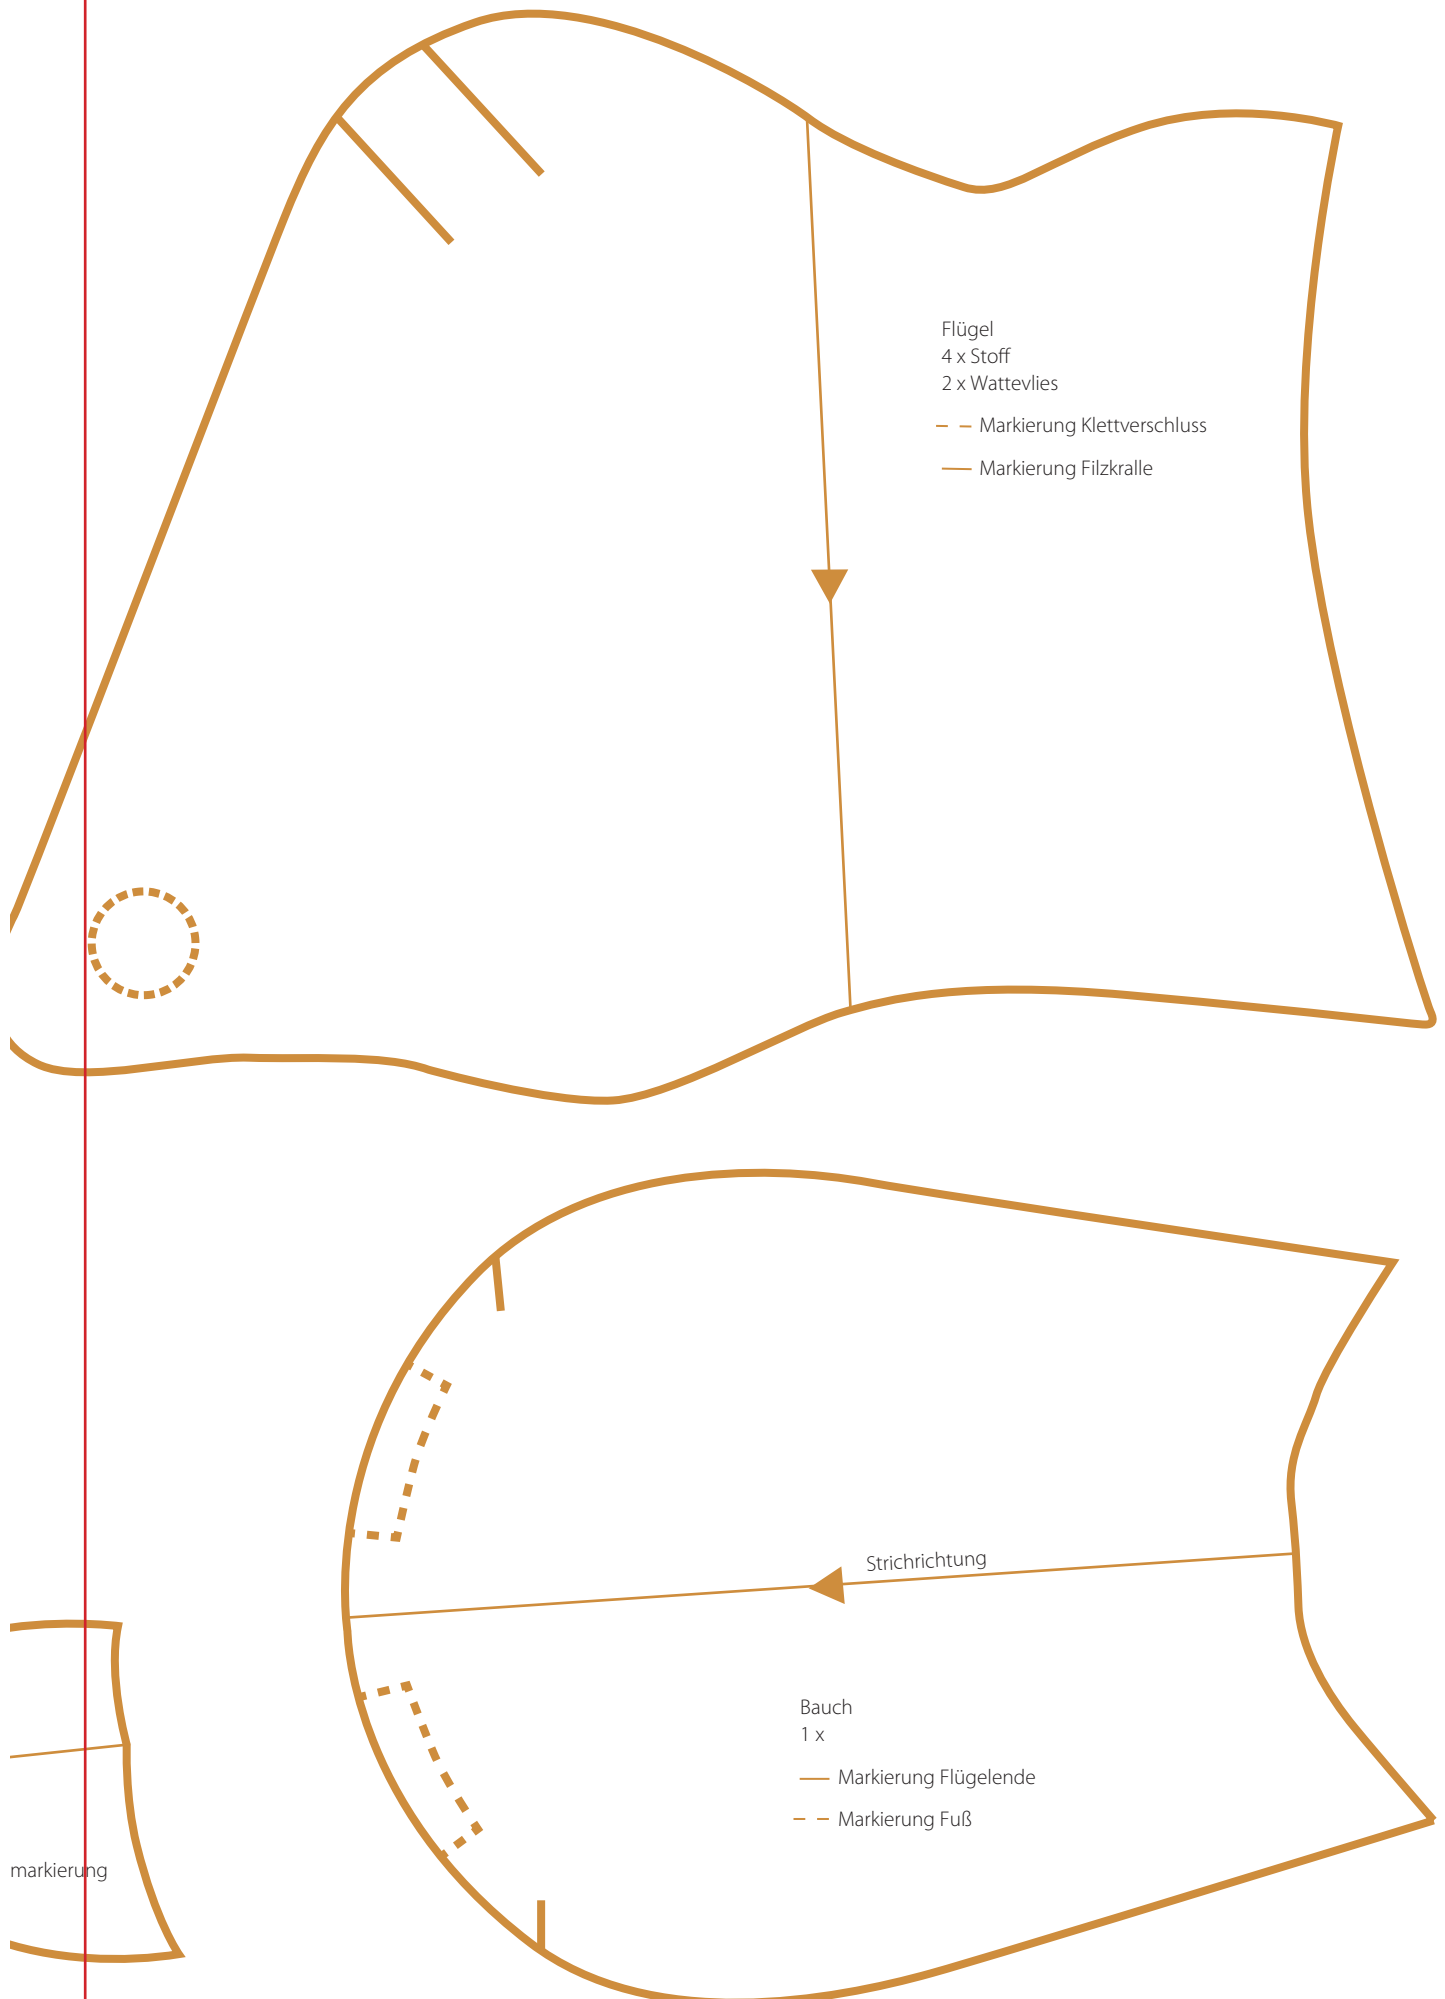 Flügel
4 x Stoff
2 x Wattevlies
Markierung Klettverschluss
Markierung Filzkralle
Strichrichtung
Bauch
1 x
Markierung Flügelende
Markierung Fuß
markierung